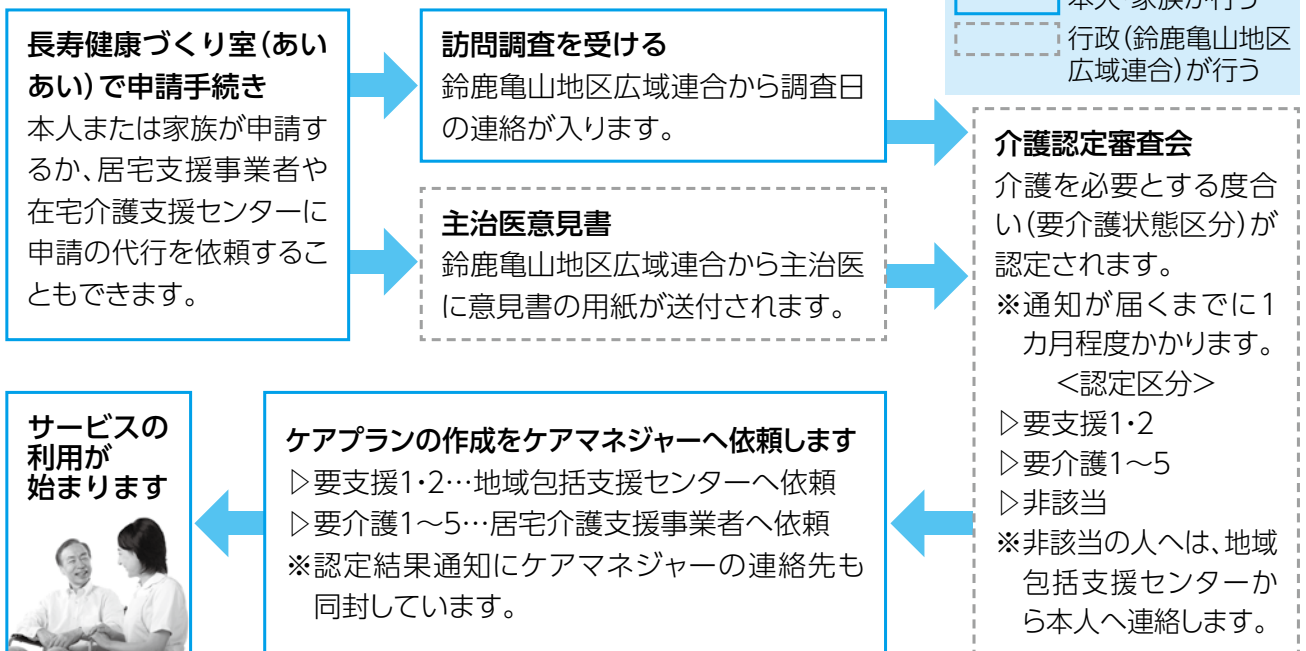 本人・家族が行う
行政(鈴鹿亀山地区
広域連合)が行う
長寿健康づくり室(あい
あい)で申請手続き
本人または家族が申請す
るか、居宅支援事業者や
在宅介護支援センターに
申請の代行を依頼するこ
ともできます。
訪問調査を受ける
鈴鹿亀山地区広域連合から調査日
の連絡が入ります。
主治医意見書
鈴鹿亀山地区広域連合から主治医
に意見書の用紙が送付されます。
介護認定審査会
介護を必要とする度合
い(要介護状態区分)が
認定されます。
※通知が届くまでに1
カ月程度かかります。
<認定区分>
▷要支援1・2
▷要介護1〜5
▷非該当
※非該当の人へは、地域
包括支援センターか
ら本人へ連絡します。
ケアプランの作成をケアマネジャーへ依頼します
▷要支援1・2…地域包括支援センターへ依頼
▷要介護1〜5…居宅介護支援事業者へ依頼
※認定結果通知にケアマネジャーの連絡先も
同封しています。
サービスの
利用が
始まります